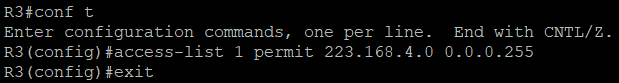 R3#conf t
Enter configuration commands, one per line.  End with CNTL/Z.
R3(config)#access-list 1 permit 223.168.4.0 0.0.0.255
R3(config)#exit